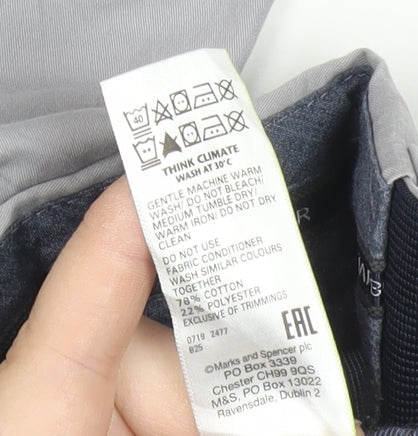 40
THINK CLIMATE
WASH AT 30°C
GENTLE MACHINE WARM
WASH/ DO NOT BLEACH/
MEDIUM TUMBLE DRY/
WARM IRON/ DO NOT DRY
CLEAN
DO NOT USE
FABRIC CONDITIONER
WASH SIMILAR COLOURS
TOGETHER
78% COTTON
22% POLYESTER
EXCLUSIVE OF TRIMMINGS
0710 2477
025
EAC
©Marks and Spencer plc
PO Box 3339
Chester CH99 9QS
M&S, PO Box 13022
Ravensdale, Dublin 2